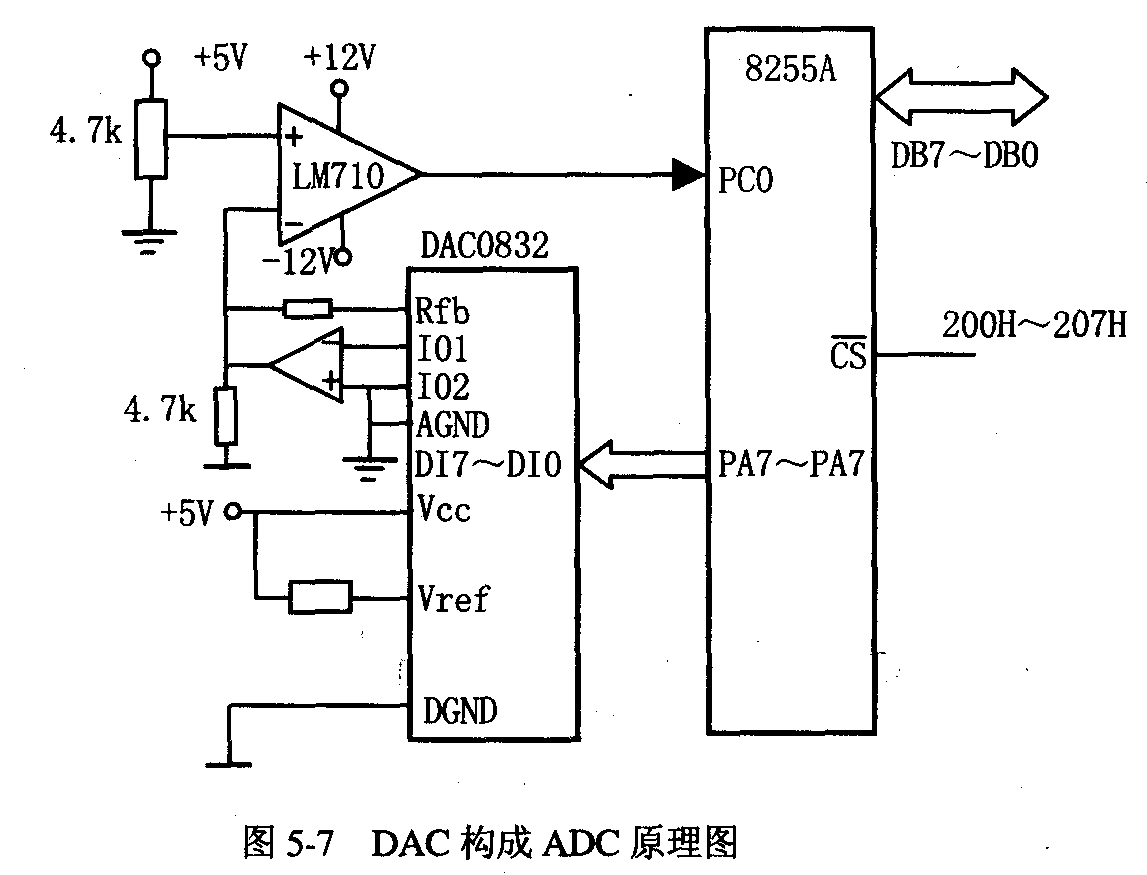 +5V
+12V
4.7k
+
LM710
−
-12V
8255A
DB7～DB0
PC0
DAC0832
Rfb
IO1
−
IO2
+
4.7k
AGND
DI7～DI0
PA7～PA7
200H～207H
CS
+5V
Vcc
Vref
DGND
图 5-7 DAC 构成 ADC 原理图